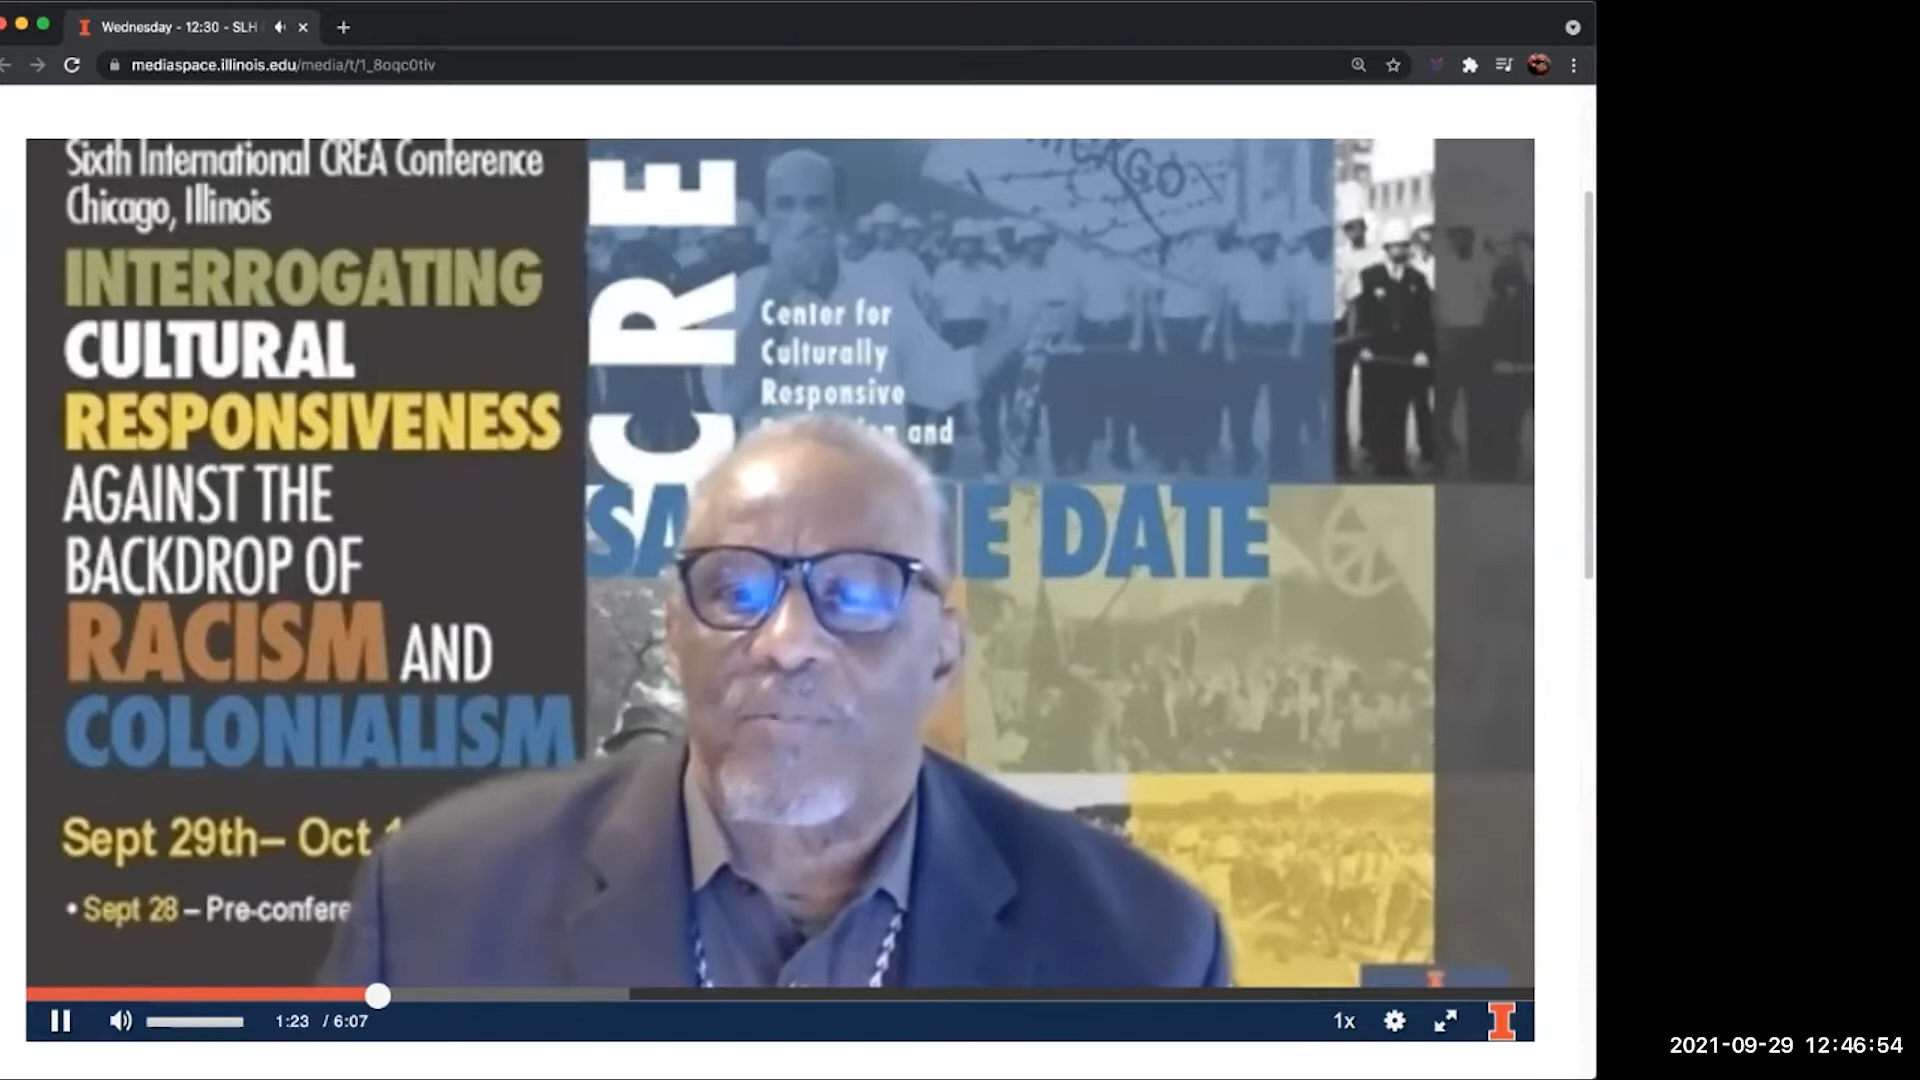 Wednesday - 12:30 - SLH
mediaspace.illinois.edu/media/t/1_8oqc0tiv
Sixth International CREA Conference
Chicago, Illinois
INTERROGATING
CULTURAL
RESPONSIVENESS
AGAINST THE
BACKDROP OF
RACISM AND
COLONIALISM
Sept 29th– Oct
• Sept 28 – Pre-confere
CRE
Center for
Culturally
Responsive
and
SA E DATE
CHICAGO
1:23 / 6:07
1x
2021-09-29 12:46:54